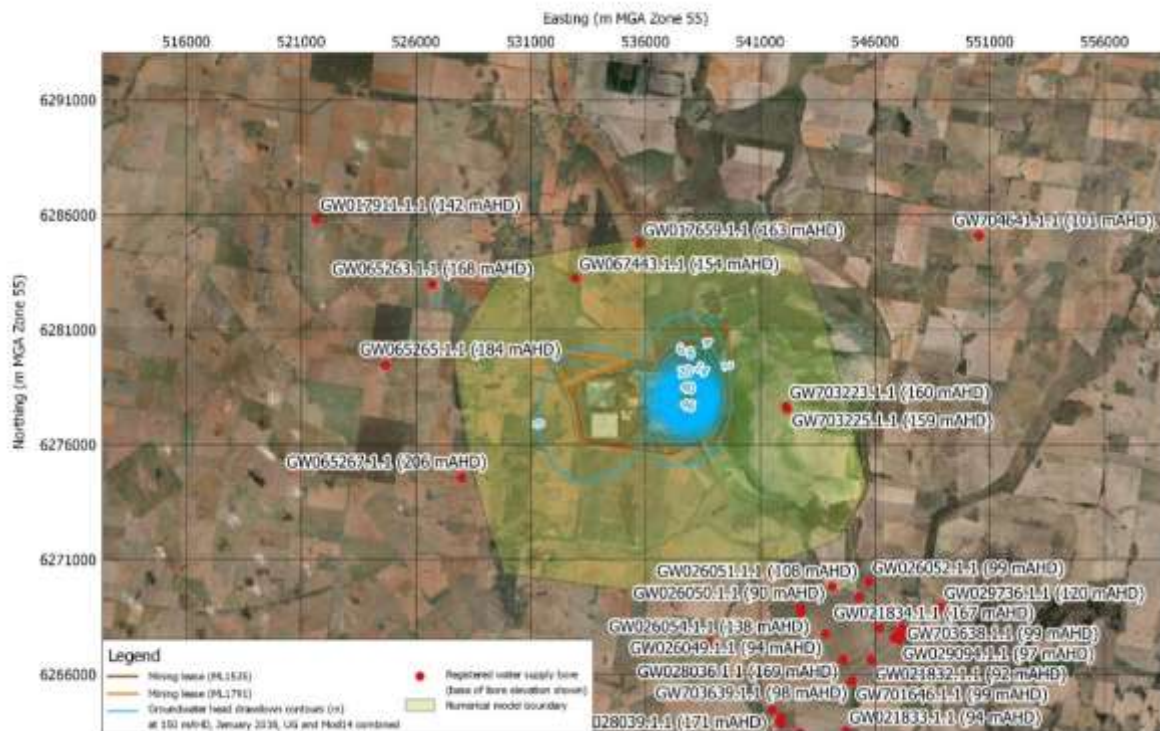 Easting (m MGA Zone 55)
516000 521000 526000 531000 536000 541000 546000 551000 556000
Northing (m MGA Zone 55)
6291000
6286000
6281000
6276000
6271000
6266000
GW017911.1.1 (142 mAHD)
GW704641.1.1 (101 mAHD)
GW017659.1.1 (163 mAHD)
GW065263.1.1 (168 mAHD)
GW067443.1.1 (154 mAHD)
GW065265.1.1 (184 mAHD)
GW703223.1.1 (160 mAHD)
GW703225.1.1 (159 mAHD)
GW065267.1.1 (206 mAHD)
GW026051.1.1 (108 mAHD)
GW026052.1.1 (99 mAHD)
GW026050.1.1 (90 mAHD)
GW029736.1.1 (120 mAHD)
GW021834.1.1 (167 mAHD)
GW026054.1.1 (138 mAHD)
GW703638.1.1 (99 mAHD)
GW026049.1.1 (94 mAHD)
GW029094.1.1 (97 mAHD)
GW028036.1.1 (169 mAHD)
GW021832.1.1 (92 mAHD)
GW703639.1.1 (98 mAHD)
GW701646.1.1 (99 mAHD)
028039.1.1 (171 mAHD)
GW021833.1.1 (94 mAHD)
Legend
Mining lease (ML1535)
Mining lease (ML1791)
Groundwater head drawdown contours (m)
at 150 mAHD, January 2038, UG and Mod14 combined
Registered water supply bore
(base of bore elevation shown)
Numerical model boundary